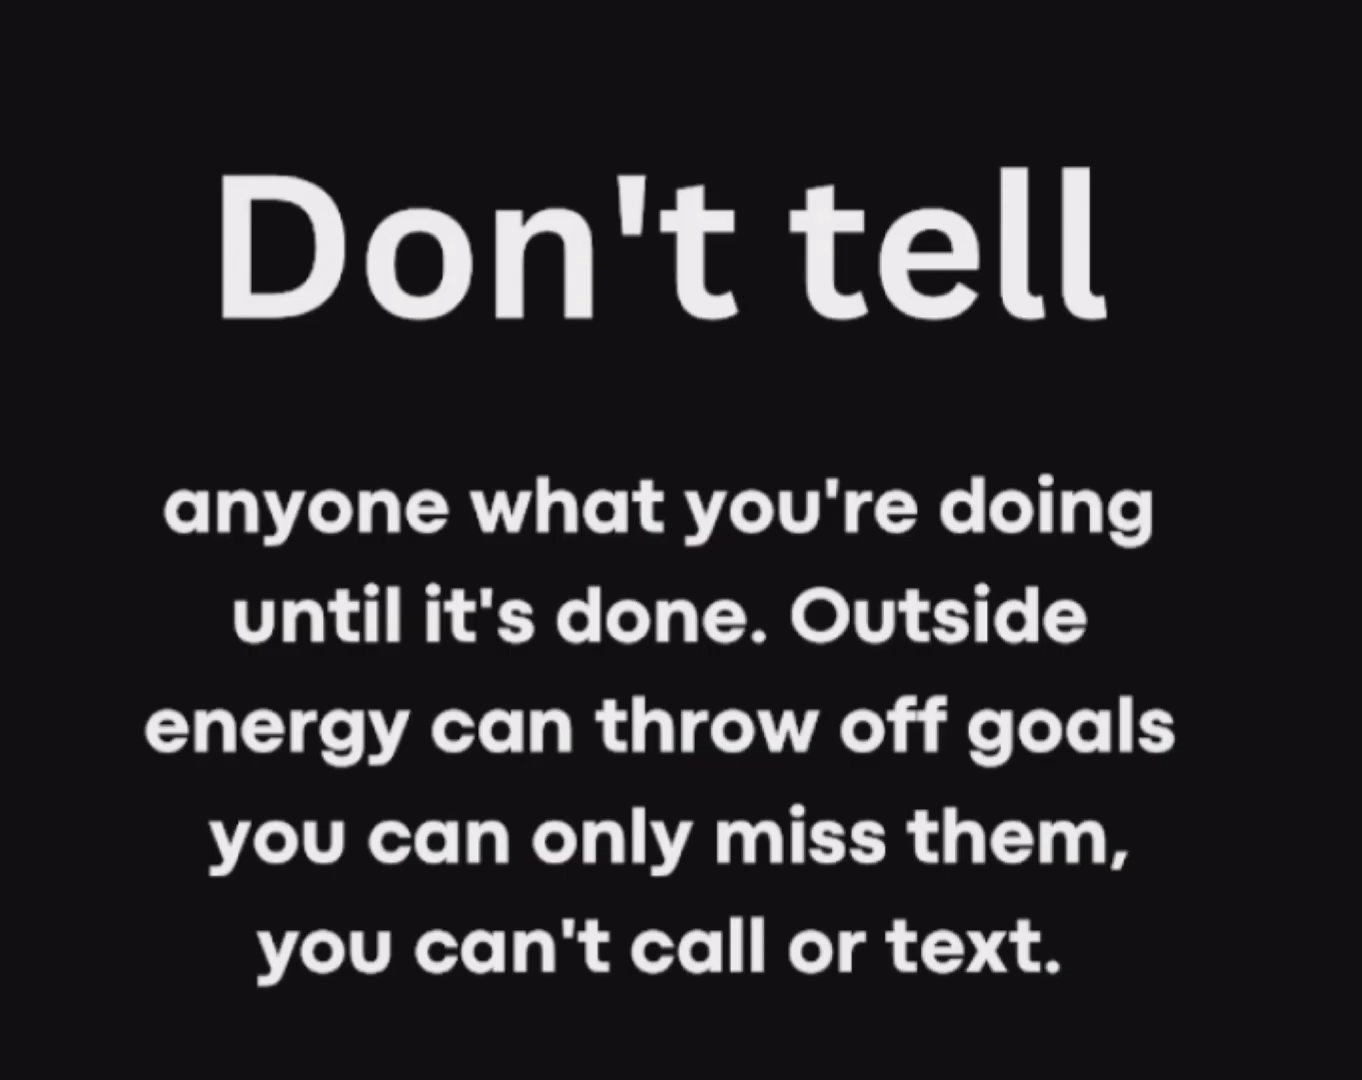 Don't tell
anyone what you're doing
until it's done. Outside
energy can throw off goals
you can only miss them,
you can't call or text.